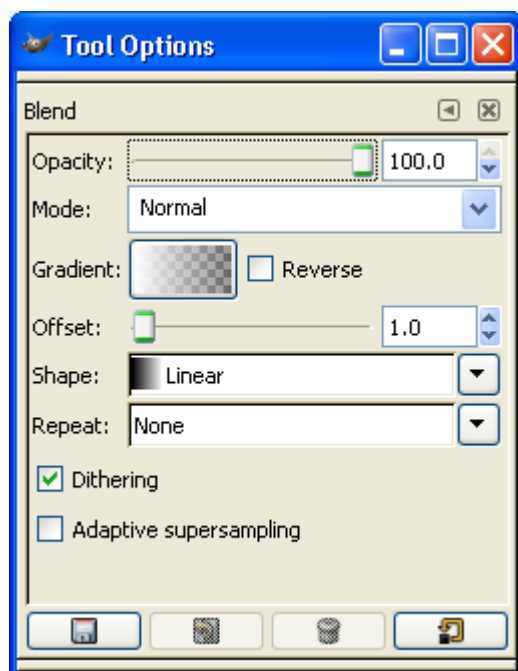 Tool Options
Blend
Opacity: 100.0
Mode: Normal
Gradient: Reverse
Offset: 1.0
Shape: Linear
Repeat: None
Dithering
Adaptive supersampling